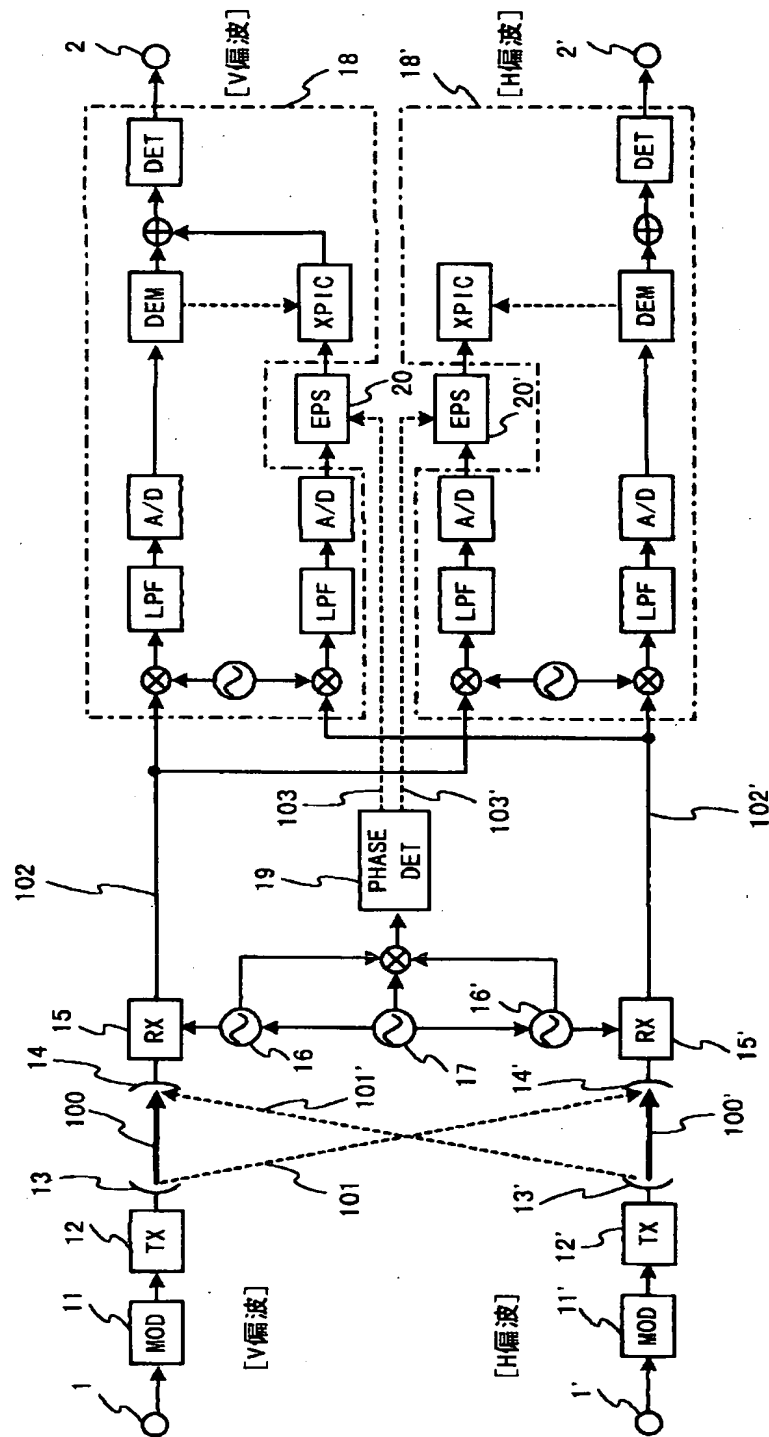 1
11
MOD
12
TX
13
100
14
RX
15
102
[V偏波]
101
101'
16
17
16'
19
PHASE
DET
103
103'
[H偏波]
1'
11'
MOD
12'
TX
13'
100'
14'
RX
15'
102'
LPF
A/D
DEM
DET
2
[V偏波]
18
LPF
A/D
EPS
20
XPIC
LPF
A/D
EPS
20'
XPIC
18'
[H偏波]
LPF
A/D
DEM
DET
2'